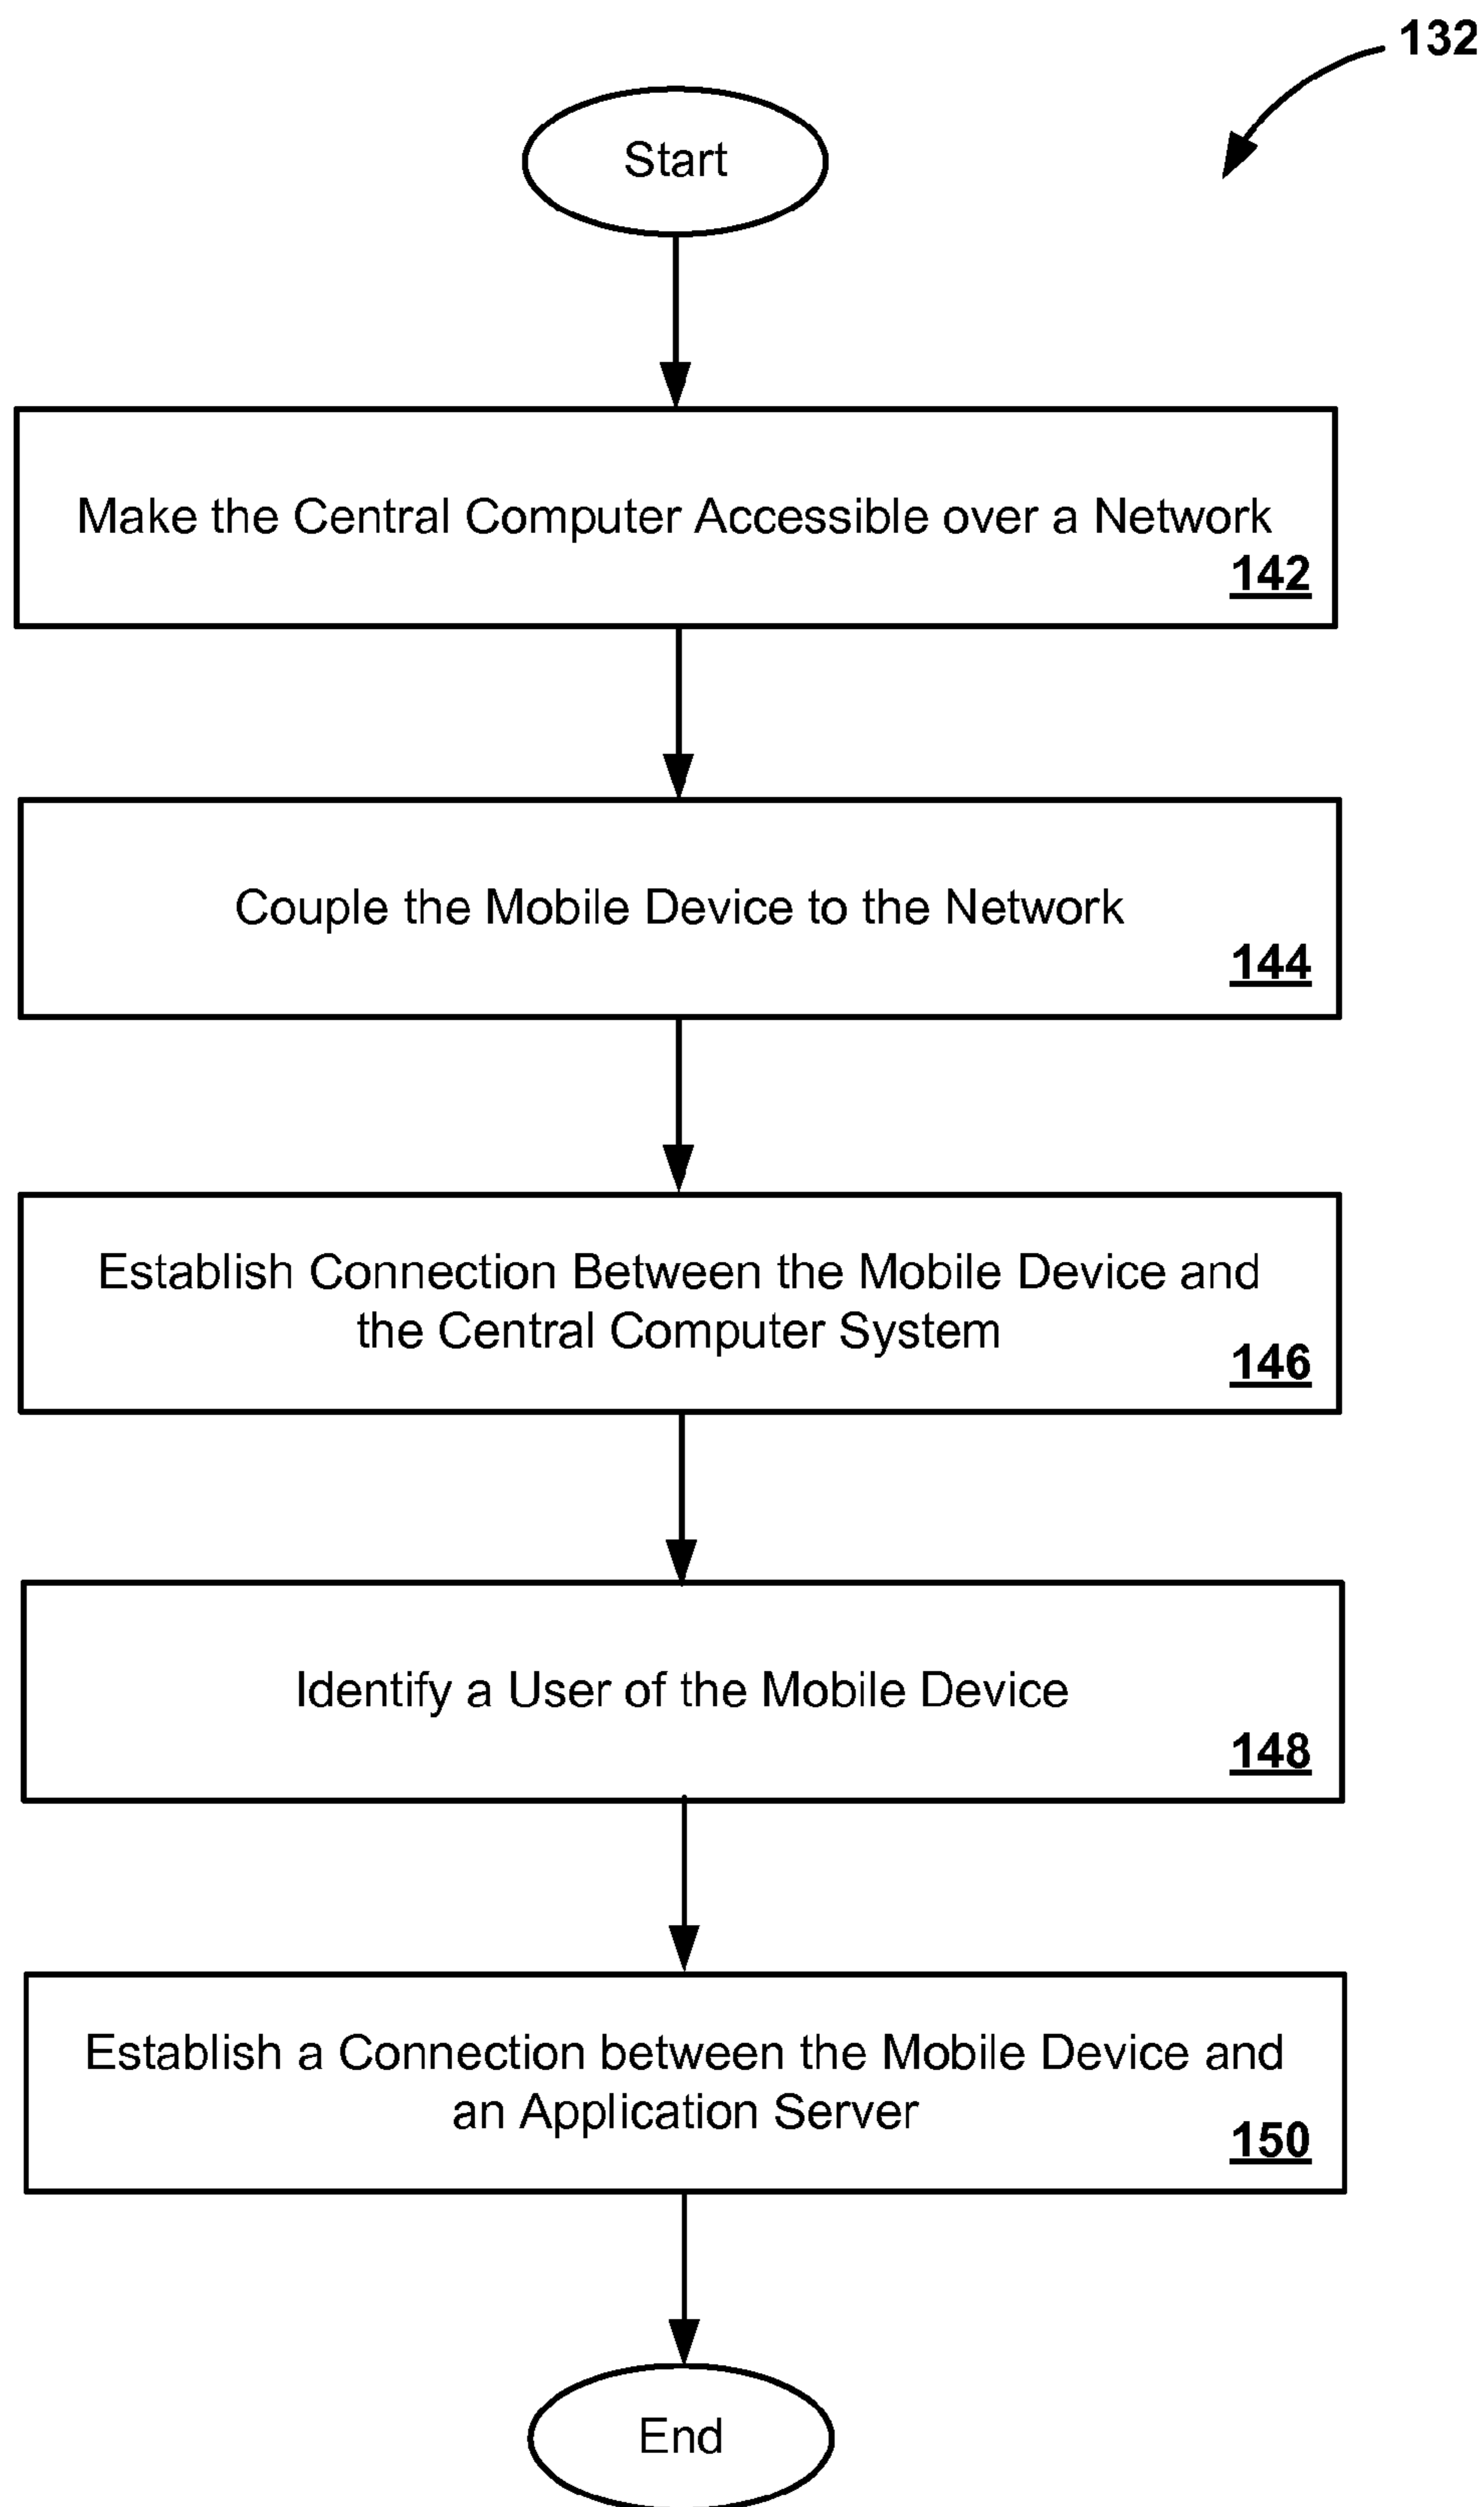 132
Start
Make the Central Computer Accessible over a Network
142
Couple the Mobile Device to the Network
144
Establish Connection Between the Mobile Device and
the Central Computer System
146
Identify a User of the Mobile Device
148
Establish a Connection between the Mobile Device and
an Application Server
150
End